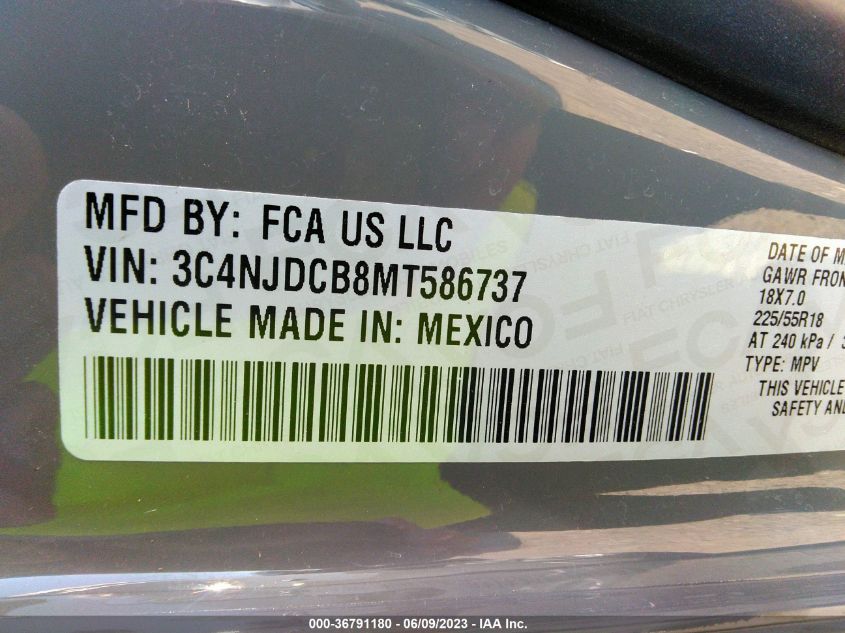 MFD BY: FCA US LLC
VIN: 3C4NJDCB8MT586737
VEHICLE MADE IN: MEXICO
DATE OF M
GAWR FRON
18X7.0
225/55R18
AT 240 kPa /
TYPE: MPV
THIS VEHICLE
SAFETY AND
000-36791180 - 06/09/2023 - IAA Inc.